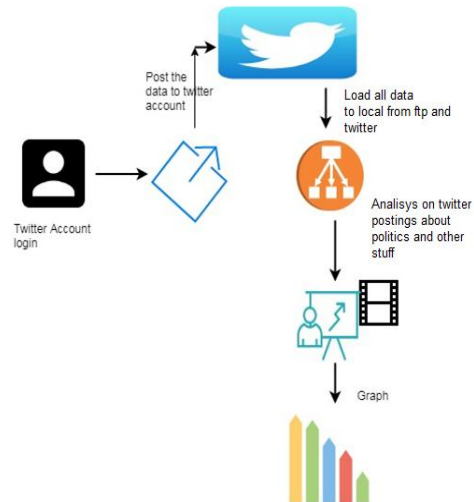 Post the
data to twitter
account
Load all data
to local from ftp and
twitter
Twitter Account
login
Analisys on twitter
postings about
politics and other
stuff
Graph